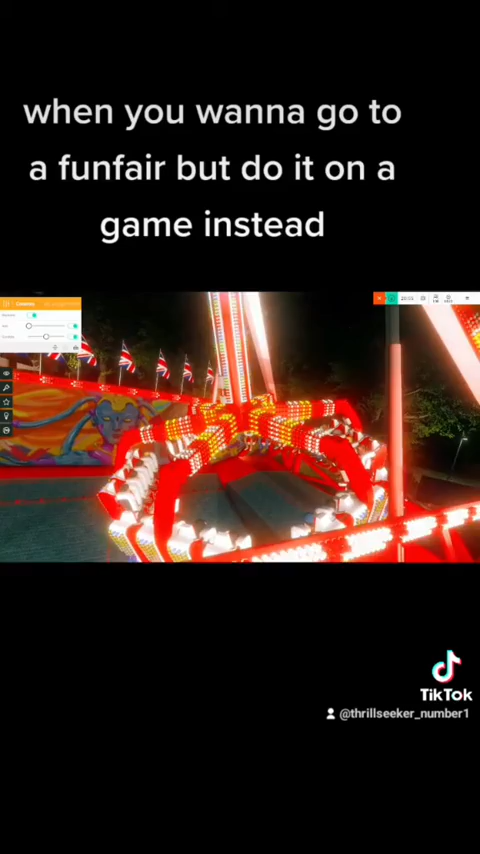 when you wanna go to
a funfair but do it on a
game instead
TikTok
@thrillseeker_number1